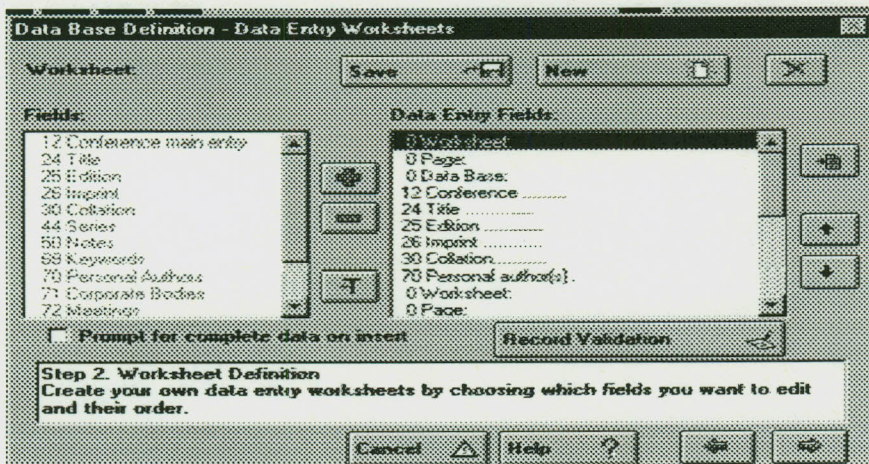 Data Base Definition - Data Entry Worksheets
Worksheet:
Save
New
Fields:
12 Conference main entry
24 Title
25 Edition
26 Imprint
30 Collation
44 Series
50 Notes
69 Keywords
70 Personal Authors
71 Corporate Bodies
72 Meetings
Data Entry Fields:
0 Worksheet:
0 Page:
0 Data Base:
12 Conference .........
24 Title ..............
25 Edition ...........
26 Imprint ............
30 Collation..........
70 Personal author(s) .
0 Worksheet:
0 Page:
T
Prompt for complete data on insert
Record Validation
Step 2. Worksheet Definition
Create your own data entry worksheets by choosing which fields you want to edit
and their order.
Cancel
Help ?